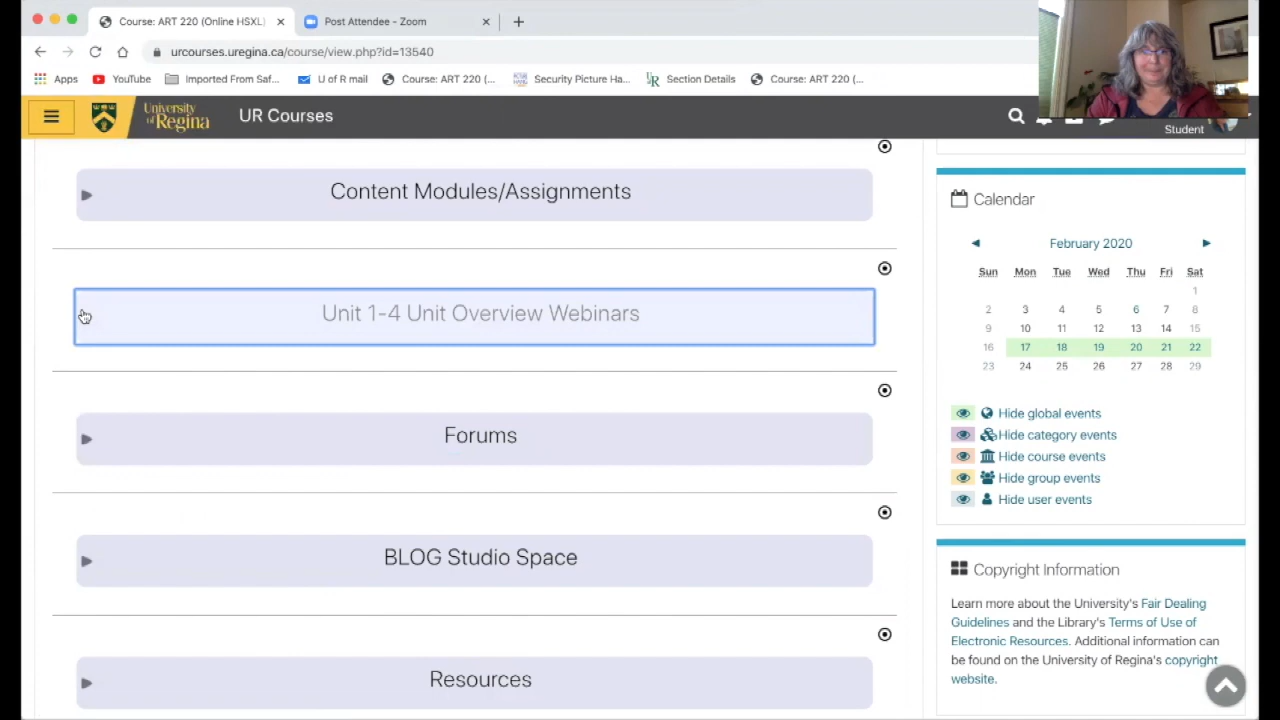 Course: ART 220 (Online HSXL)
Post Attendee - Zoom
urcourses.uregina.ca/course/view.php?id=13540
Apps
YouTube
Imported From Saf...
U of R mail
Course: ART 220 (...
Security Picture Ha...
Section Details
Course: ART 220 (...
University of Regina
UR Courses
Student
Content Modules/Assignments
Unit 1-4 Unit Overview Webinars
Forums
BLOG Studio Space
Resources
Calendar
February 2020
Sun Mon Tue Wed Thu Fri Sat
1
2 3 4 5 6 7 8
9 10 11 12 13 14 15
16 17 18 19 20 21 22
23 24 25 26 27 28 29
Hide global events
Hide category events
Hide course events
Hide group events
Hide user events
Copyright Information
Learn more about the University's Fair Dealing
Guidelines and the Library's Terms of Use of
Electronic Resources. Additional information can
be found on the University of Regina's copyright
website.